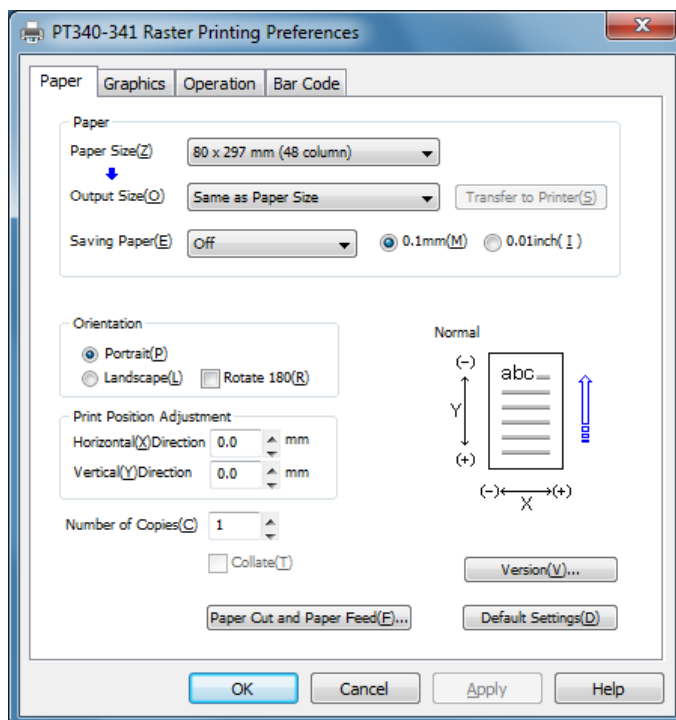 PT340-341 Raster Printing Preferences
X
Paper Graphics Operation Bar Code
Paper
Paper Size(Z) 80 x 297 mm (48 column)
Output Size(O) Same as Paper Size Transfer to Printer(S)
Saving Paper(E) Off 0.1mm(M) 0.01inch( I )
Orientation
Portrait(P)
Landscape(L) Rotate 180(R)
Print Position Adjustment
Horizontal(X)Direction 0.0 mm
Vertical(Y)Direction 0.0 mm
Number of Copies(C) 1
Collate(T)
Paper Cut and Paper Feed(F)...
Normal
(-)
abc
Y
(+)
(-) (+)
X
Version(V)...
Default Settings(D)
OK Cancel Apply Help